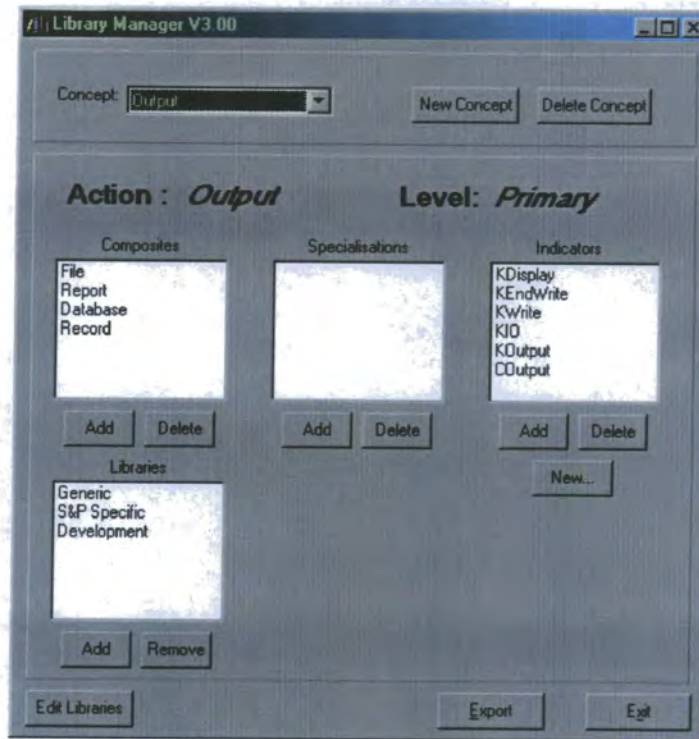 Library Manager V3.00
Concept: Output
New Concept
Delete Concept
Action : Output
Level: Primary
Composites
File
Report
Database
Record
Add
Delete
Specialisations
Add
Delete
Indicators
KDisplay
KEndWrite
KWrite
KIO
KOutput
COutput
Add
Delete
New...
Libraries
Generic
S&P Specific
Development
Add
Remove
Edit Libraries
Export
Exit